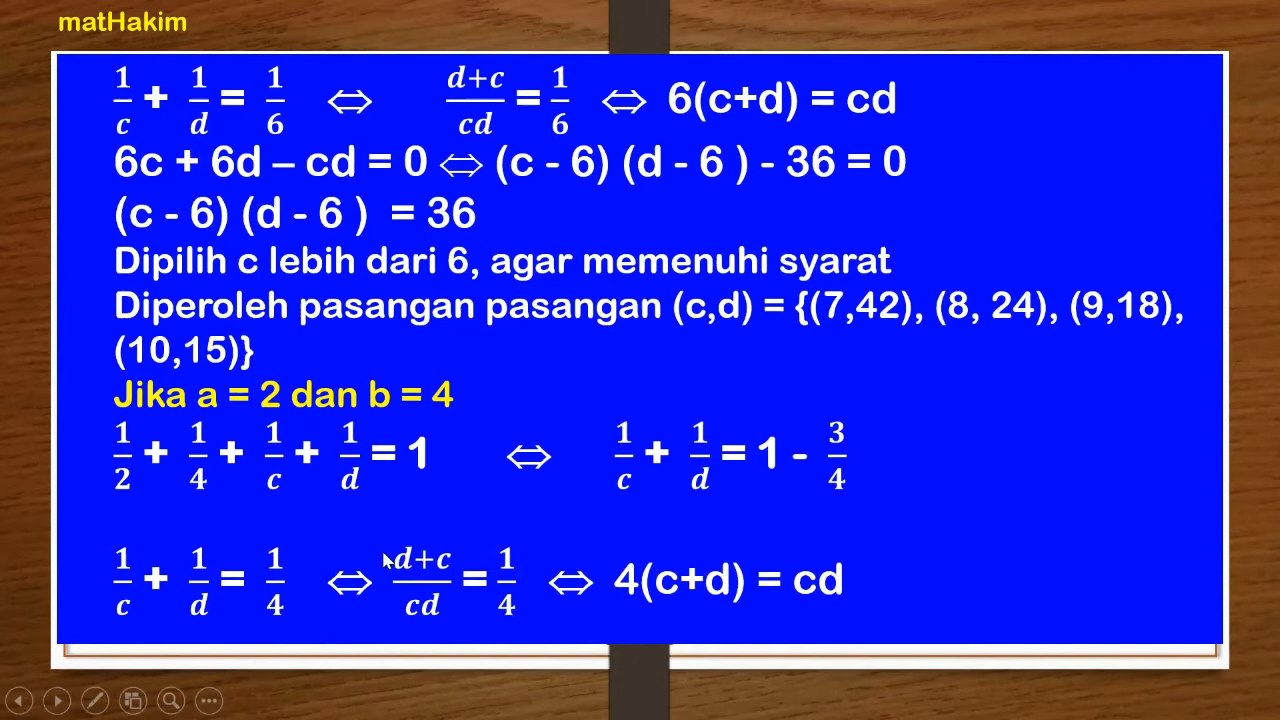 matHakim
1/c + 1/d = 1/6 ⇔ d+c/cd = 1/6 ⇔ 6(c+d) = cd
6c + 6d – cd = 0 ⇔ (c - 6) (d - 6 ) - 36 = 0
(c - 6) (d - 6 ) = 36
Dipilih c lebih dari 6, agar memenuhi syarat
Diperoleh pasangan pasangan (c,d) = {(7,42), (8, 24), (9,18),
(10,15)}
Jika a = 2 dan b = 4
1/2 + 1/4 + 1/c + 1/d = 1 ⇔ 1/c + 1/d = 1 - 3/4
1/c + 1/d = 1/4 ⇔ d+c/cd = 1/4 ⇔ 4(c+d) = cd